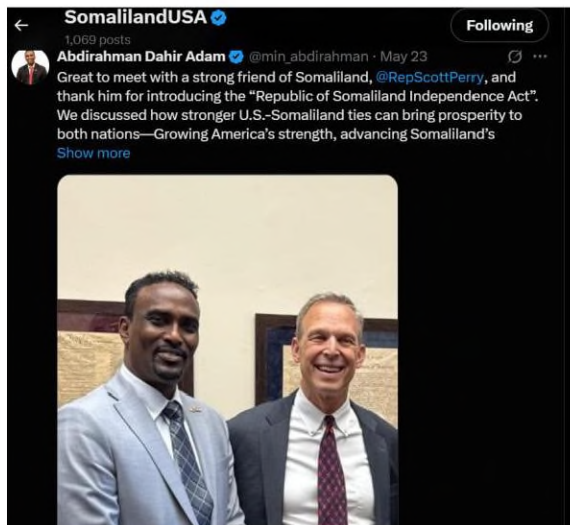 SomalilandUSA
Following
1,069 posts
Abdirahman Dahir Adam @min_abdirahman · May 23
Great to meet with a strong friend of Somaliland, @RepScottPerry, and
thank him for introducing the “Republic of Somaliland Independence Act”.
We discussed how stronger U.S.-Somaliland ties can bring prosperity to
both nations—Growing America’s strength, advancing Somaliland’s
Show more